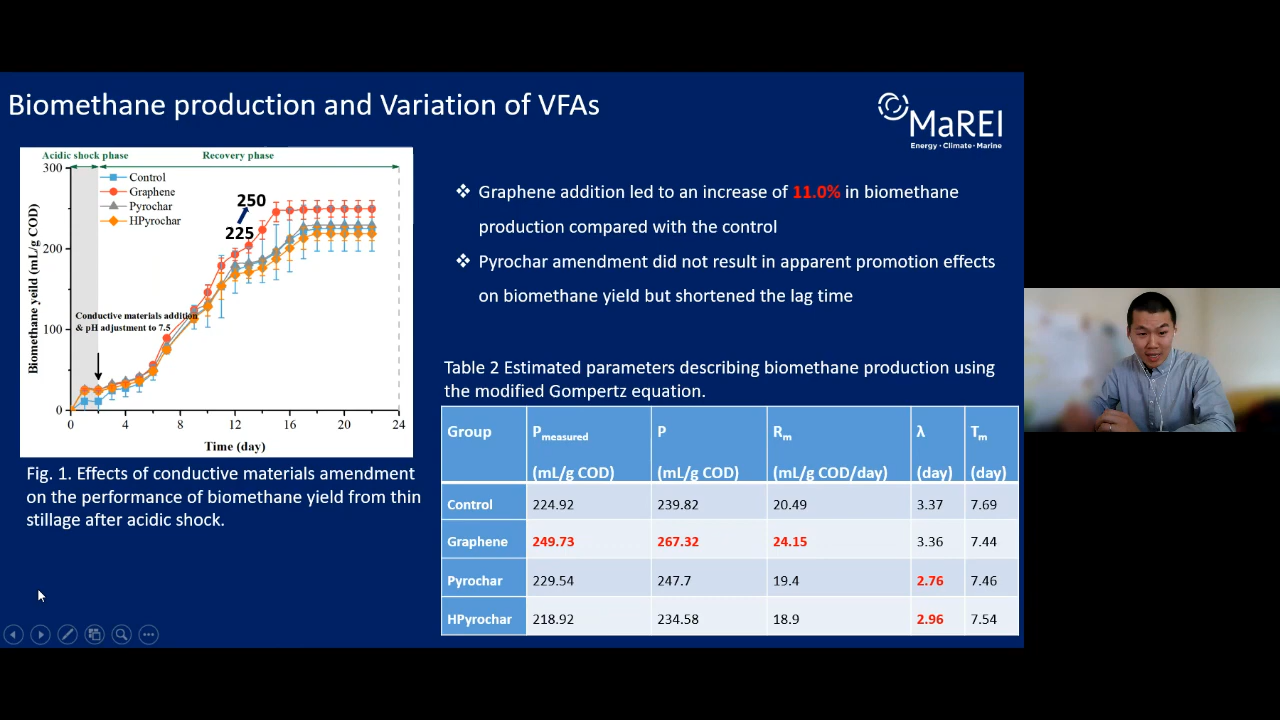 Biomethane production and Variation of VFAs
MaREI
Energy • Climate • Marine
Acidic shock phase
Recovery phase
300
200
100
0
Control
Graphene
Pyrochar
HPyrochar
250
225
Conductive materials addition
& pH adjustment to 7.5
Biomethane yeild (mL/g COD)
0 4 8 12 16 20 24
Time (day)
Fig. 1. Effects of conductive materials amendment
on the performance of biomethane yield from thin
stillage after acidic shock.
❖ Graphene addition led to an increase of 11.0% in biomethane
production compared with the control
❖ Pyrochar amendment did not result in apparent promotion effects
on biomethane yield but shortened the lag time
Table 2 Estimated parameters describing biomethane production using
the modified Gompertz equation.
Group Pmeasured P Rm λ Tm
(mL/g COD) (mL/g COD) (mL/g COD/day) (day) (day)
Control 224.92 239.82 20.49 3.37 7.69
Graphene 249.73 267.32 24.15 3.36 7.44
Pyrochar 229.54 247.7 19.4 2.76 7.46
HPyrochar 218.92 234.58 18.9 2.96 7.54